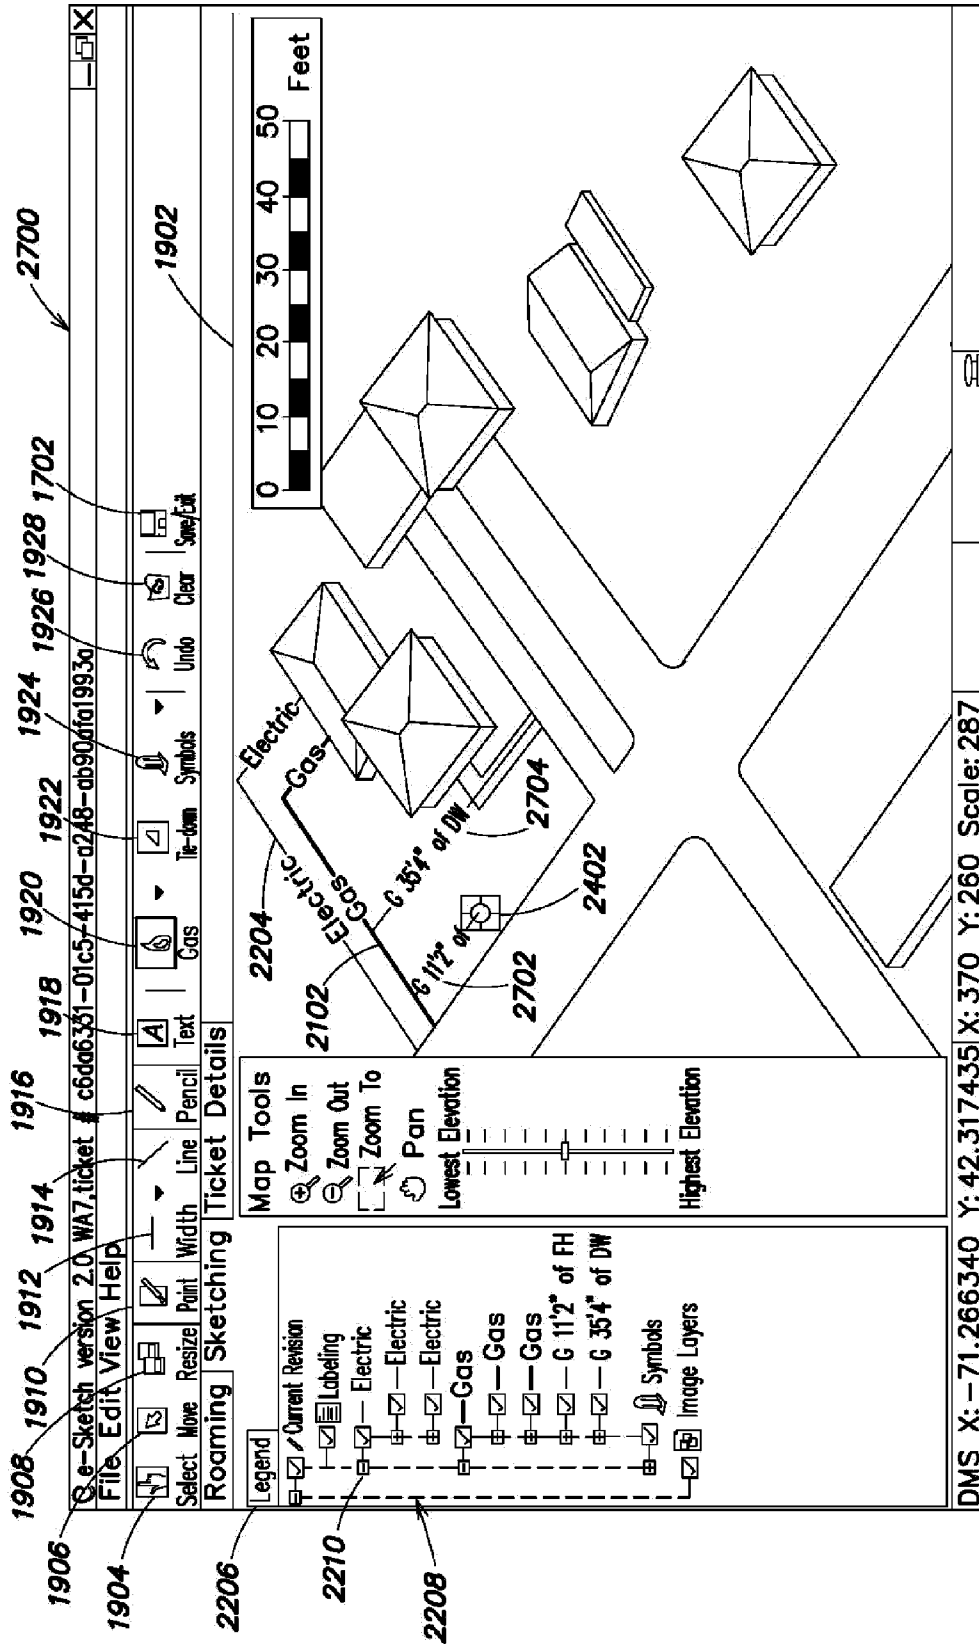 2700
1902
1904
1906
1908
1910
1912
1914
1916
1918
1920
1922
1924
1926
1928
1702
e-Sketch version 2.0 WA7,ticket # c6da6331-01c5-415d-a248-ab90afa1993a
File Edit View Help
Select Move Resize Paint Width Line Pencil Text Gas Tie-down Symbols Undo Clear Save/Exit
Roaming Sketching Ticket Details
2206
2210
2208
Legend
Current Revision
Labeling
Electric
Electric
Electric
Gas
Gas
Gas
G 11'2" of FH
G 35'4" of DW
Symbols
Image Layers
Map Tools
Zoom In
Zoom Out
Zoom To
Pan
Lowest Elevation
Highest Elevation
0 10 20 30 40 50
Feet
2204
2102
Electric
Electric
Gas
Gas
G 35'4" of DW
G 11'2" of
2702
2402
2704
DMS X: -71.266340 Y: 42.317435 X: 370 Y: 260 Scale: 287